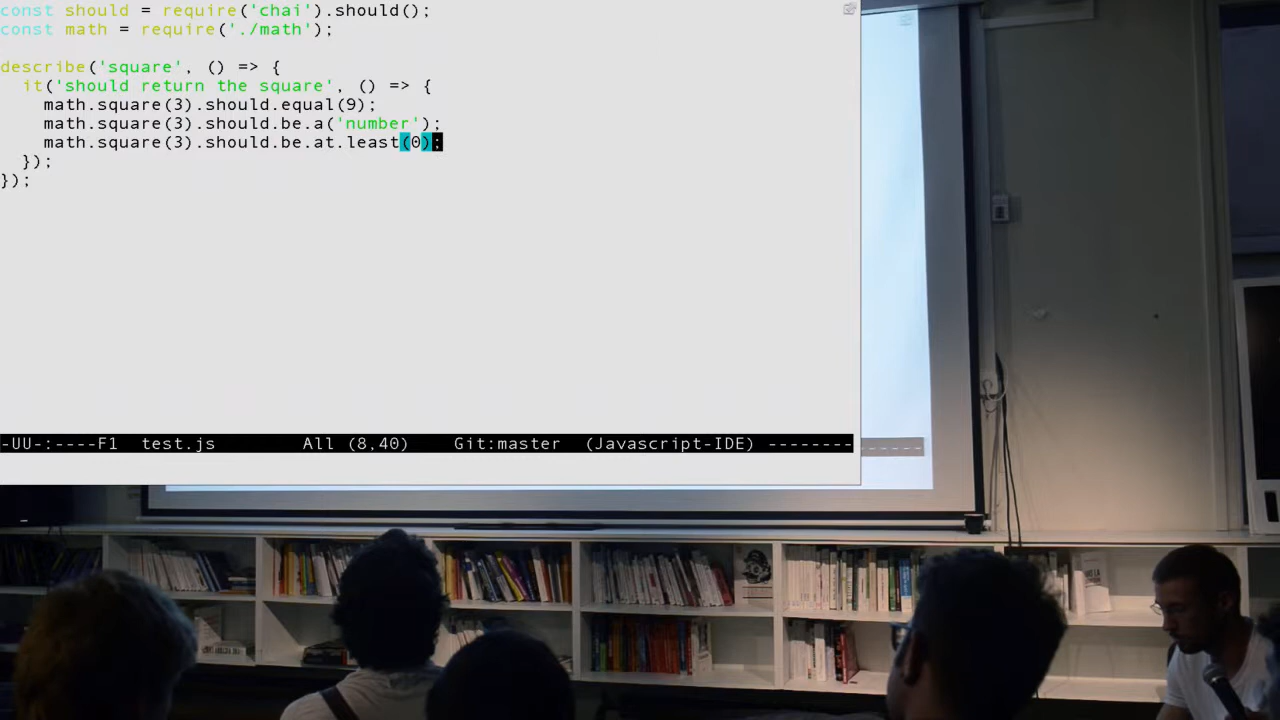 const should = require('chai').should();
const math = require('./math');
describe('square', () => {
  it('should return the square', () => {
    math.square(3).should.equal(9);
    math.square(3).should.be.a('number');
    math.square(3).should.be.at.least(0);
  });
});
-UU-:----F1  test.js        All (8,40)    Git:master  (Javascript-IDE) --------